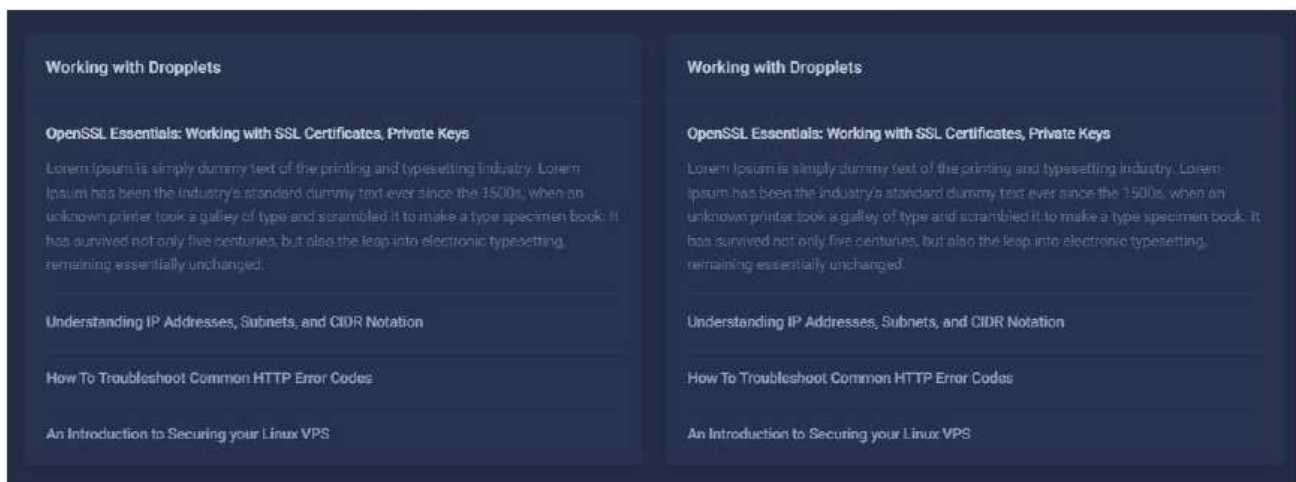 Working with Dropplets
OpenSSL Essentials: Working with SSL Certificates, Private Keys
Lorem Ipsum is simply dummy text of the printing and typesetting industry. Lorem
Ipsum has been the industry's standard dummy text ever since the 1500s, when an
unknown printer took a galley of type and scrambled it to make a type specimen book. It
has survived not only five centuries, but also the leap into electronic typesetting,
remaining essentially unchanged.
Understanding IP Addresses, Subnets, and CIDR Notation
How To Troubleshoot Common HTTP Error Codes
An Introduction to Securing your Linux VPS
Working with Dropplets
OpenSSL Essentials: Working with SSL Certificates, Private Keys
Lorem Ipsum is simply dummy text of the printing and typesetting industry. Lorem
Ipsum has been the industry's standard dummy text ever since the 1500s, when an
unknown printer took a galley of type and scrambled it to make a type specimen book. It
has survived not only five centuries, but also the leap into electronic typesetting,
remaining essentially unchanged.
Understanding IP Addresses, Subnets, and CIDR Notation
How To Troubleshoot Common HTTP Error Codes
An Introduction to Securing your Linux VPS